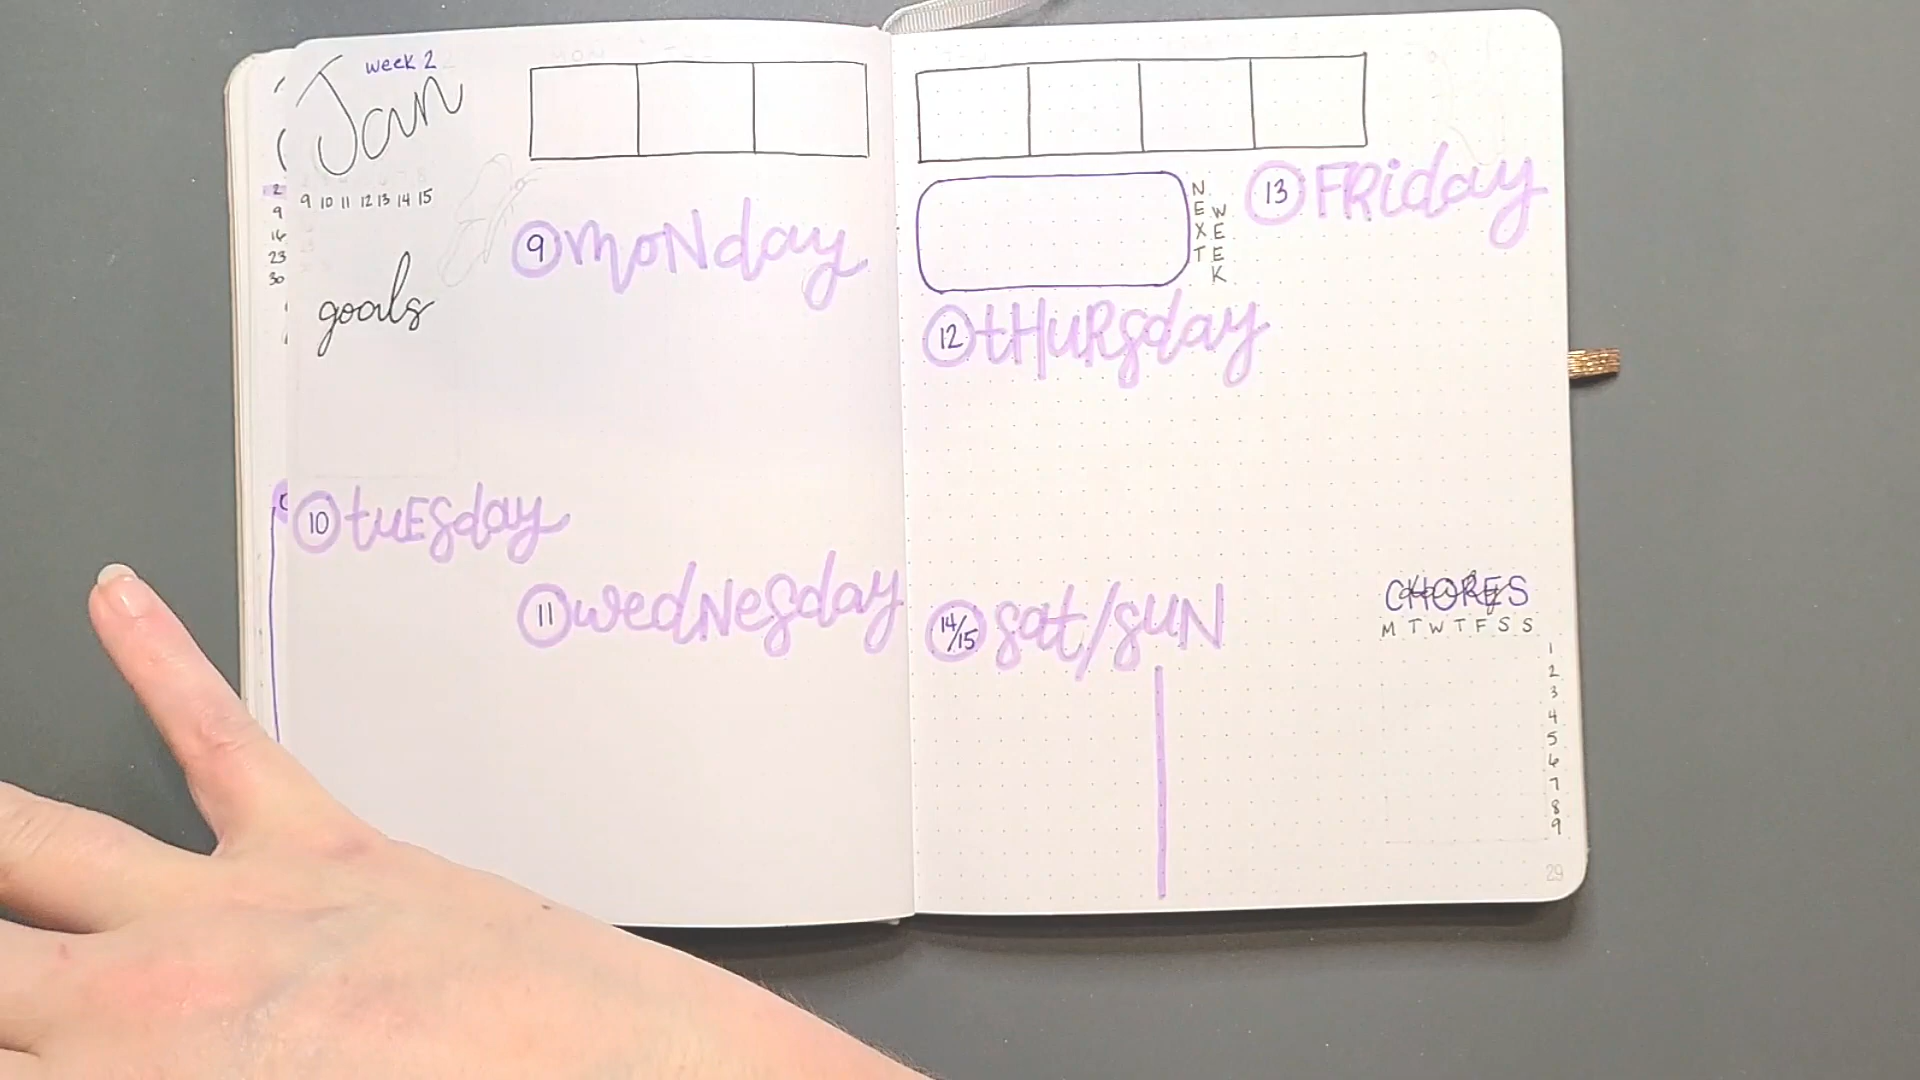 week 2
Jan
9 10 11 12 13 14 15
2
9
16
23
30
goals
9 moNday
10 tuEsday
11 wedNesday
NEXT
WEEK
12 tHURsday
13 FRiday
14/15 sat/suN
CHORES
M T W T F S S
1
2
3
4
5
6
7
8
9
29